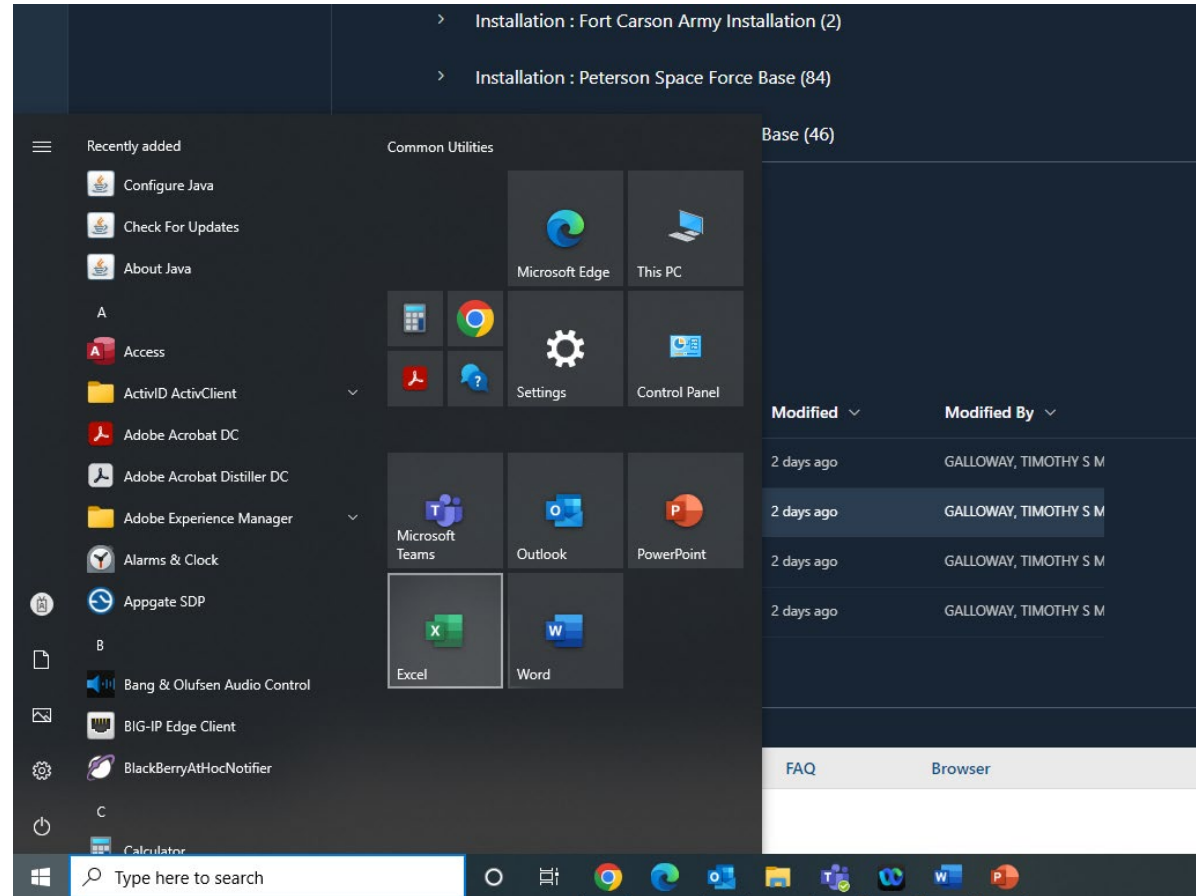 Installation : Fort Carson Army Installation (2)
Installation : Peterson Space Force Base (84)
Base (46)
Recently added
Configure Java
Check For Updates
About Java
A
Access
ActivID ActivClient
Adobe Acrobat DC
Adobe Acrobat Distiller DC
Adobe Experience Manager
Alarms & Clock
Appgate SDP
B
Bang & Olufsen Audio Control
BIG-IP Edge Client
BlackBerryAtHocNotifier
C
Calculator
Common Utilities
Microsoft Edge
This PC
Settings
Control Panel
Microsoft
Teams
Outlook
PowerPoint
Excel
Word
Modified
Modified By
2 days ago
GALLOWAY, TIMOTHY S M
2 days ago
GALLOWAY, TIMOTHY S M
2 days ago
GALLOWAY, TIMOTHY S M
2 days ago
GALLOWAY, TIMOTHY S M
FAQ
Browser
Type here to search